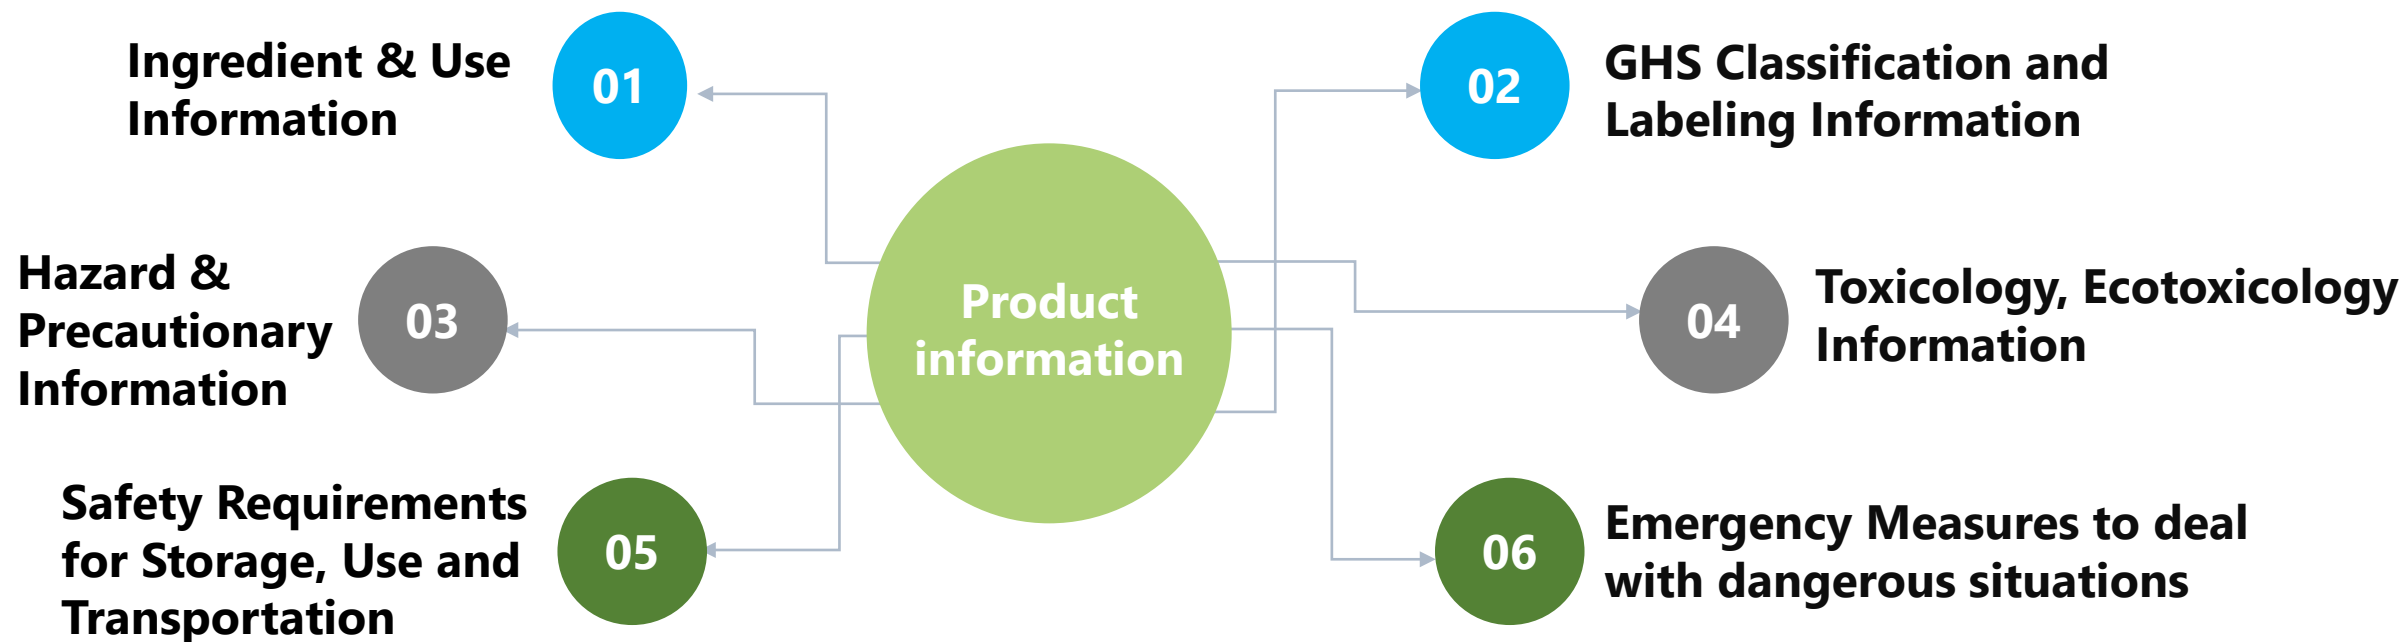 Ingredient & Use
Information
01
02
GHS Classification and
Labeling Information
Hazard &
Precautionary
Information
03
Product
information
04
Toxicology, Ecotoxicology
Information
Safety Requirements
for Storage, Use and
Transportation
05
06
Emergency Measures to deal
with dangerous situations